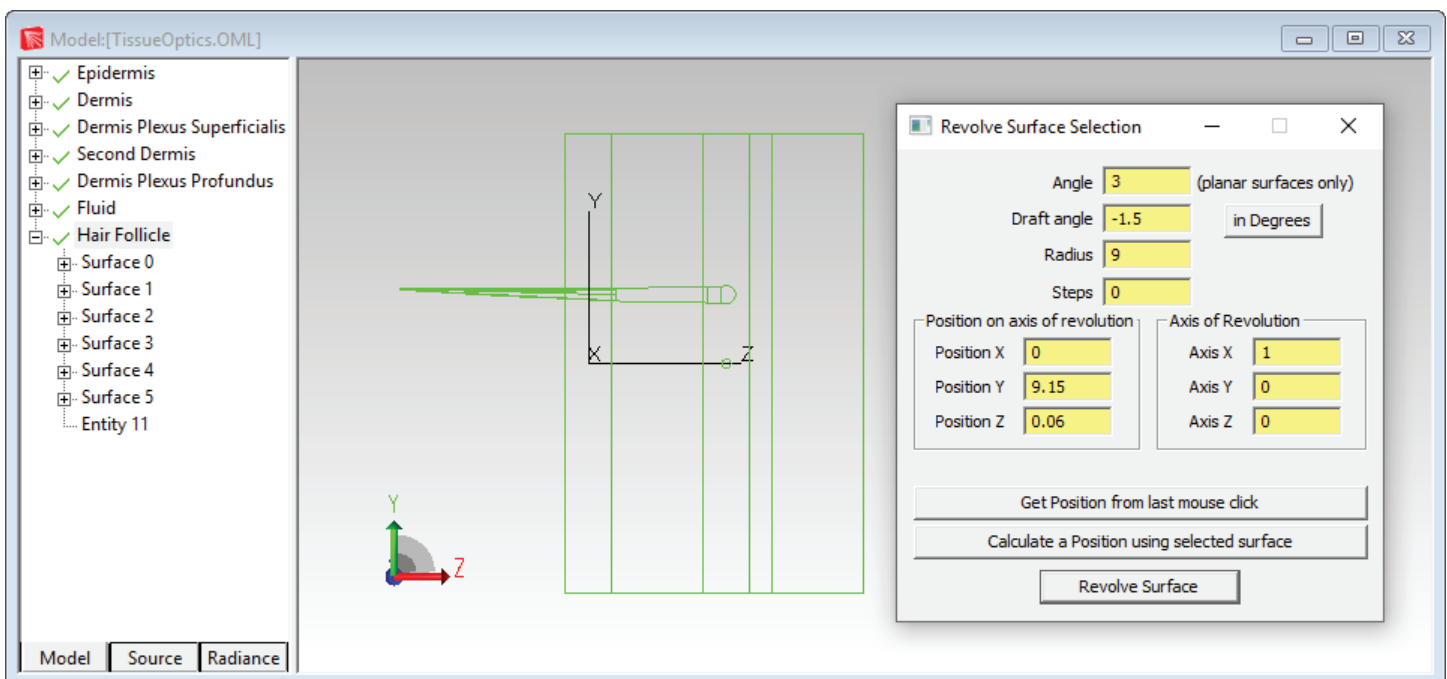 Model:[TissueOptics.OML]
Epidermis
Dermis
Dermis Plexus Superficialis
Second Dermis
Dermis Plexus Profundus
Fluid
Hair Follicle
Surface 0
Surface 1
Surface 2
Surface 3
Surface 4
Surface 5
Entity 11
Model Source Radiance
Y
X Z
Y
Z
Revolve Surface Selection
Angle 3 (planar surfaces only)
Draft angle -1.5 in Degrees
Radius 9
Steps 0
Position on axis of revolution
Position X 0
Position Y 9.15
Position Z 0.06
Axis of Revolution
Axis X 1
Axis Y 0
Axis Z 0
Get Position from last mouse click
Calculate a Position using selected surface
Revolve Surface